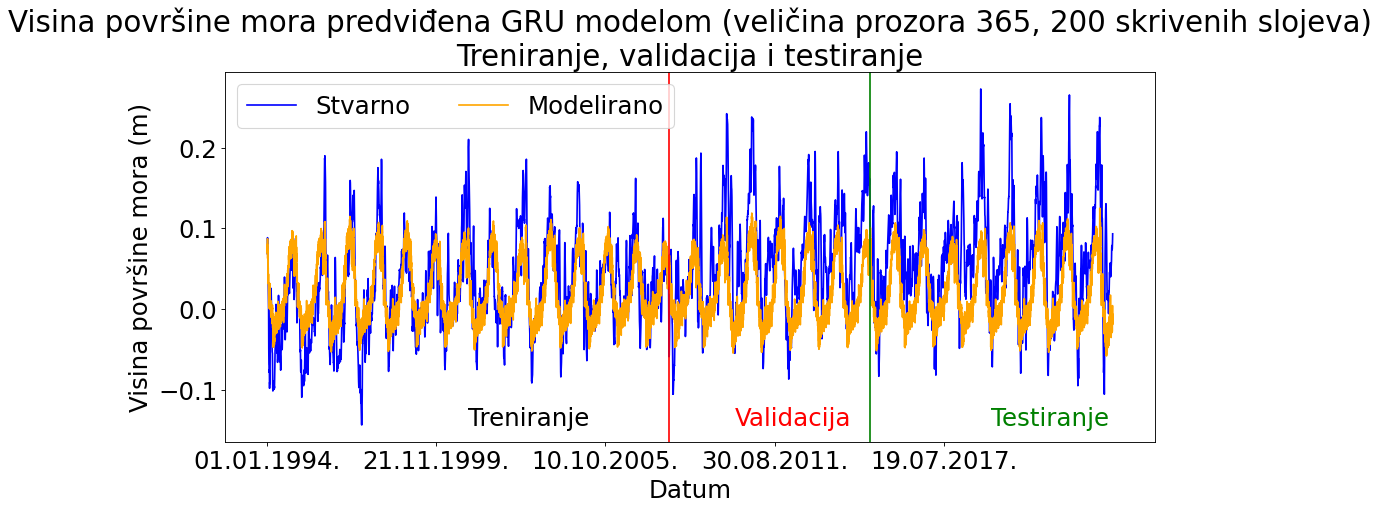 Visina površine mora predviđena GRU modelom (veličina prozora 365, 200 skrivenih slojeva)
Treniranje, validacija i testiranje
Stvarno
Modelirano
Visina površine mora (m)
0.2
0.1
0.0
−0.1
Treniranje
Validacija
Testiranje
01.01.1994.
21.11.1999.
10.10.2005.
30.08.2011.
19.07.2017.
Datum